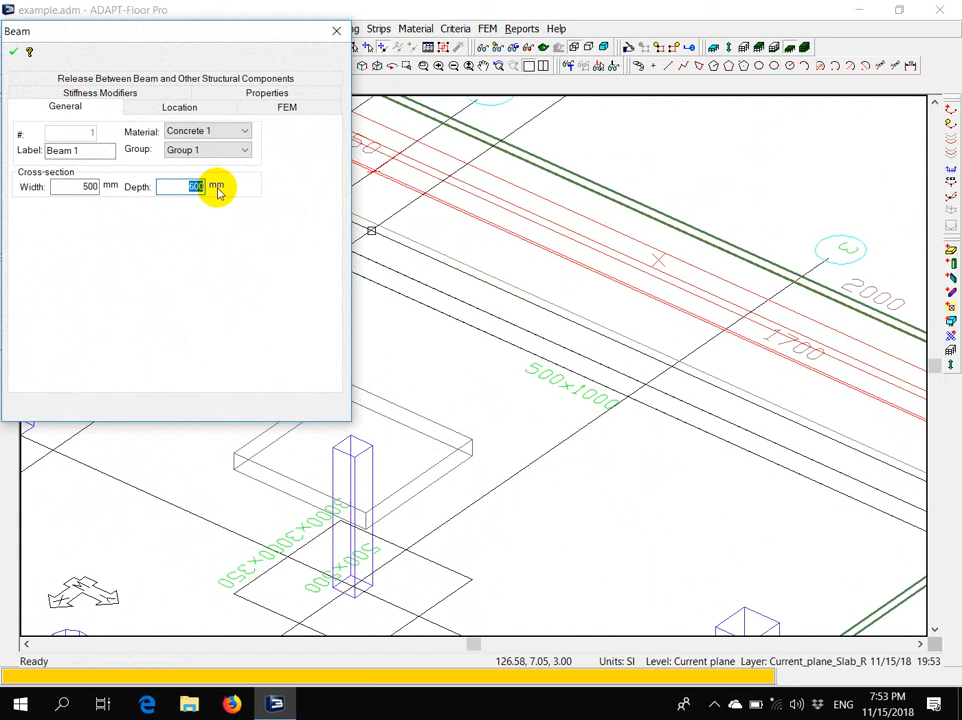 example.adm - ADAPT-Floor Pro
Strips Material Criteria FEM Reports Help
Beam
Release Between Beam and Other Structural Components
Stiffness Modifiers Properties
General Location FEM
#: 1 Material: Concrete 1
Label: Beam 1 Group: Group 1
Cross-section
Width: 500 mm Depth: 600 mm
3
2000
1700
500x1000
3000x3000x350
500x500
Ready 126.58, 7.05, 3.00 Units: SI Level: Current plane Layer: Current_plane_Slab_R 11/15/18 19:53
ENG 7:53 PM
11/15/2018